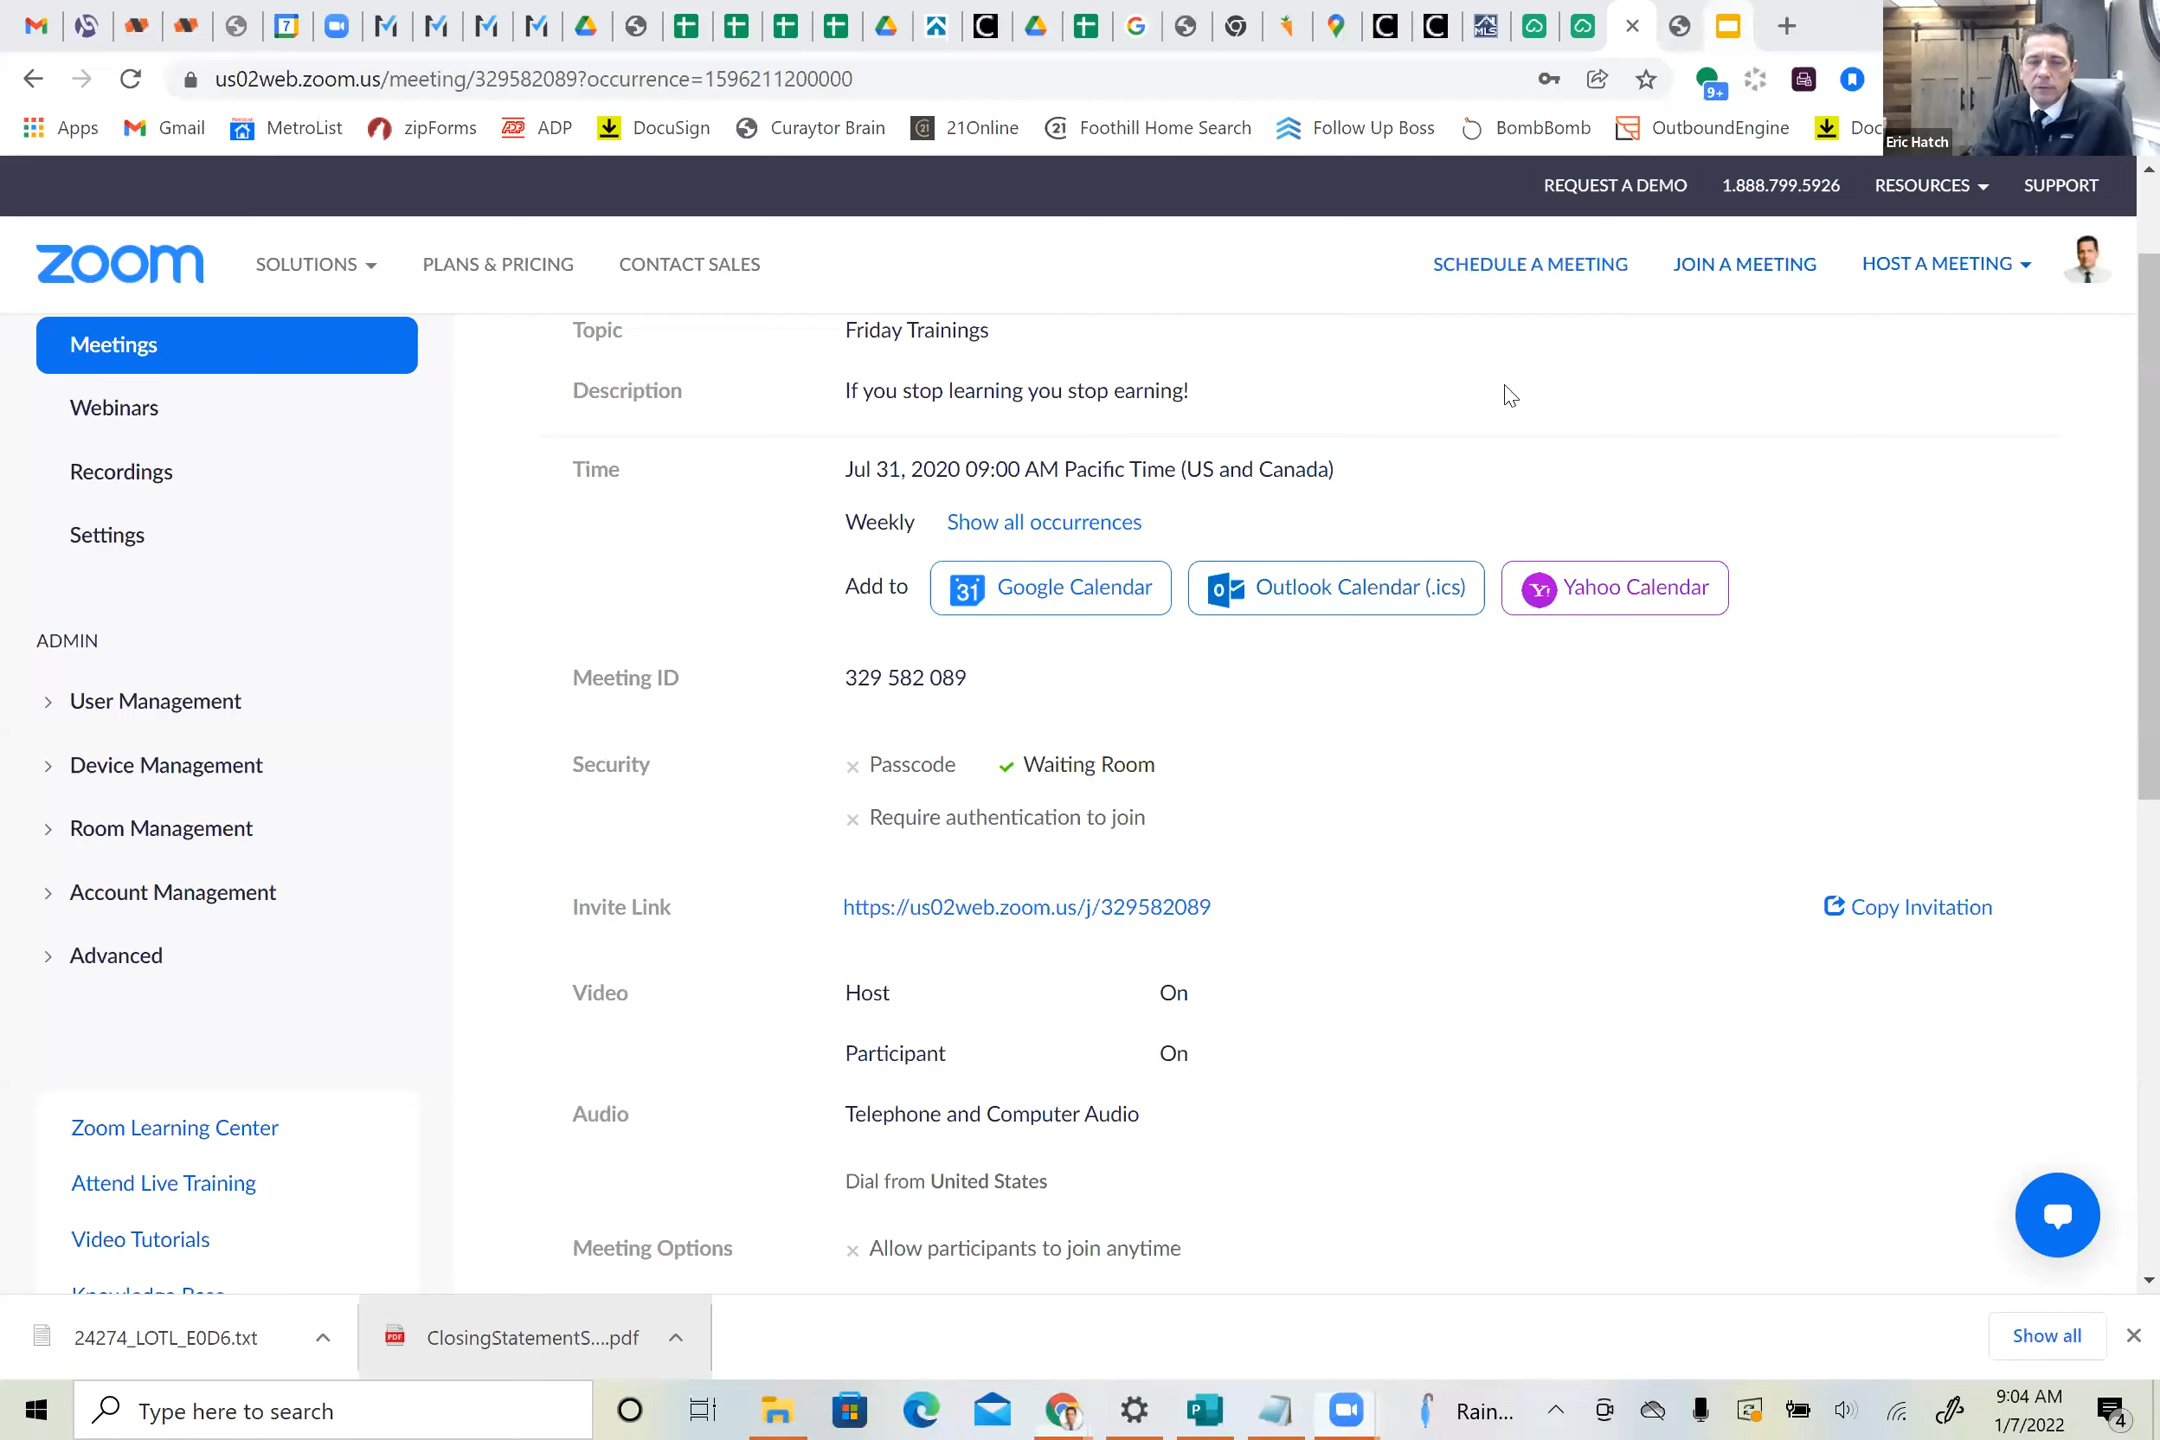 us02web.zoom.us/meeting/329582089?occurrence=1596211200000
9+
Apps Gmail MetroList zipForms ADP DocuSign Curaytor Brain 21Online Foothill Home Search Follow Up Boss BombBomb OutboundEngine Doc
Eric Hatch
REQUEST A DEMO 1.888.799.5926 RESOURCES SUPPORT
zoom SOLUTIONS PLANS & PRICING CONTACT SALES SCHEDULE A MEETING JOIN A MEETING HOST A MEETING
Meetings
Webinars
Recordings
Settings
ADMIN
User Management
Device Management
Room Management
Account Management
Advanced
Zoom Learning Center
Attend Live Training
Video Tutorials
Knowledge Base
Topic Friday Trainings
Description If you stop learning you stop earning!
Time Jul 31, 2020 09:00 AM Pacific Time (US and Canada)
Weekly Show all occurrences
Add to 31 Google Calendar Outlook Calendar (.ics) Yahoo Calendar
Meeting ID 329 582 089
Security Passcode Waiting Room
Require authentication to join
Invite Link https://us02web.zoom.us/j/329582089 Copy Invitation
Video Host On
Participant On
Audio Telephone and Computer Audio
Dial from United States
Meeting Options Allow participants to join anytime
24274_LOTL_E0D6.txt PDF ClosingStatementS....pdf Show all
Type here to search Rain... 9:04 AM
1/7/2022 4